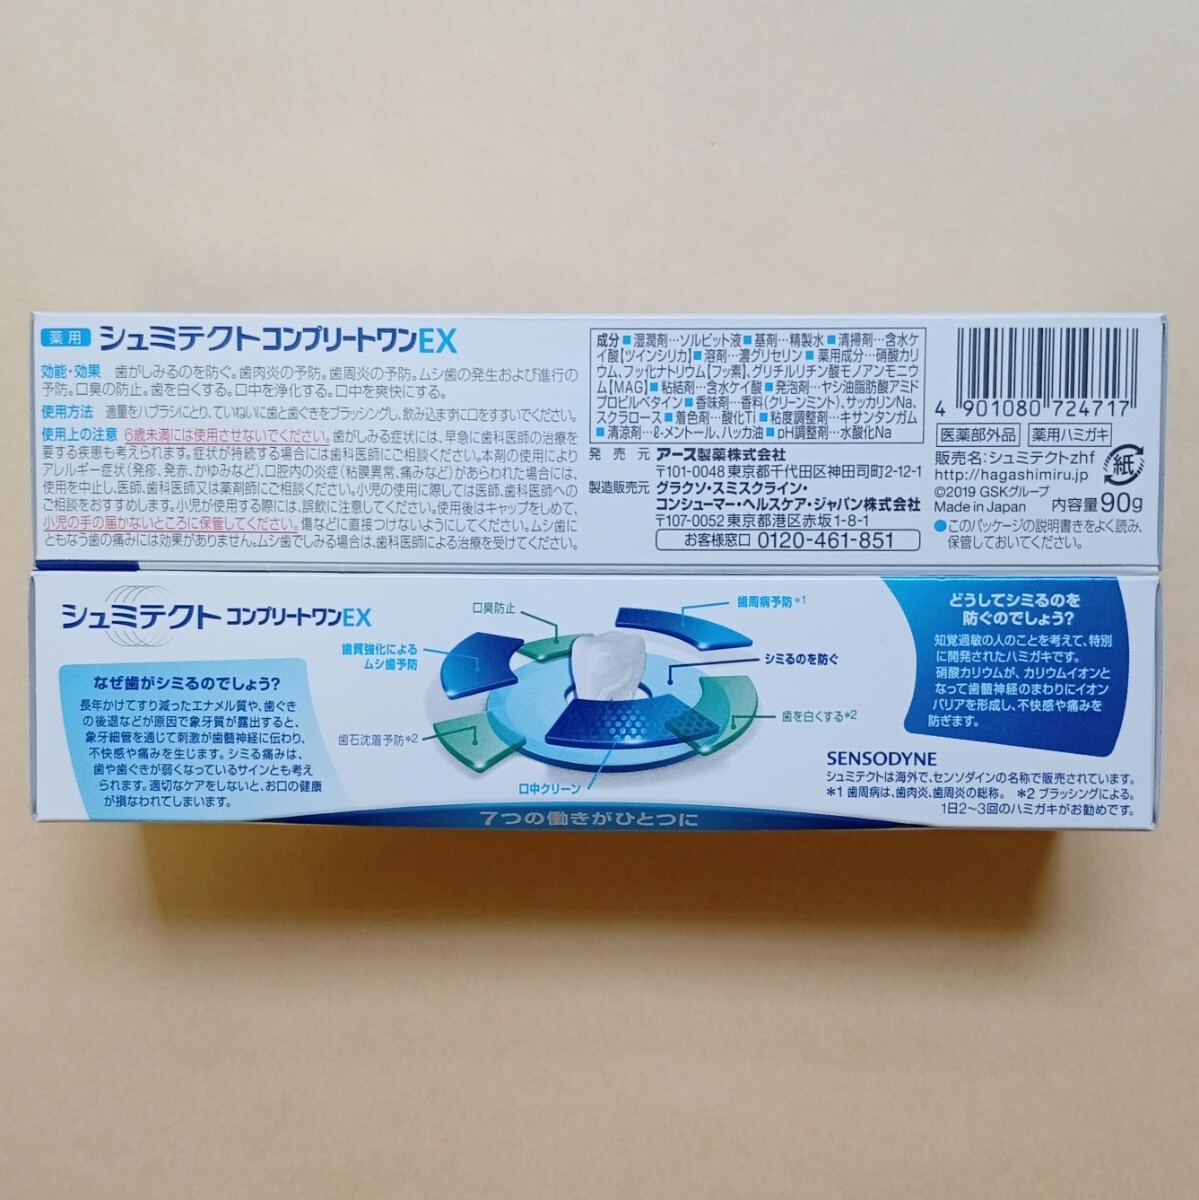 薬用 シュミテクトコンプリートワンEX
効能・効果 歯がしみるのを防ぐ。歯肉炎の予防。歯周炎の予防。ムシ歯の発生および進行の
予防。口臭の防止。歯を白くする。口中を浄化する。口中を爽快にする。
使用方法 適量をハブラシにとり、ていねいに歯と歯ぐきをブラッシングし、飲み込まずに口をすすいでください。
使用上の注意 6歳未満には使用させないでください。歯がしみる症状には、早急に歯科医師の治療を
要する疾患も考えられます。症状が持続する場合には歯科医師にご相談ください。本剤の使用により
アレルギー症状(発疹、発赤、かゆみなど)、口腔内の炎症(粘膜異常、痛みなど)があらわれた場合には、
使用を中止し、医師、歯科医師又は薬剤師にご相談ください。小児の使用に際しては医師、歯科医師への
ご相談をおすすめします。小児が使用する際には、誤飲に注意してください。使用後はキャップをしめて、
小児の手の届かないところに保管してください。傷などに直接つけないようにしてください。ムシ歯に
ともなう歯の痛みには効果がありません。ムシ歯でしみる場合は、歯科医師による治療を受けてください。
成分■湿潤剤…ソルビット液■基剤…精製水■清掃剤…含水ケ
イ酸【ツインシリカ】■溶剤…濃グリセリン■薬用成分…硝酸カリ
ウム、フッ化ナトリウム【フッ素】、グリチルリチン酸モノアンモニウ
ム【MAG】■粘結剤…含水ケイ酸■発泡剤…ヤシ油脂肪酸アミド
プロピルベタイン■香味剤…香料(クリーンミント)、サッカリンNa、
スクラロース■着色剤…酸化Ti■粘度調整剤…キサンタンガム
■清涼剤…ℓ-メントール、ハッカ油■pH調整剤…水酸化Na
発売元 アース製薬株式会社
〒101-0048 東京都千代田区神田司町2-12-1
製造販売元 グラクソ・スミスクライン・
コンシューマー・ヘルスケア・ジャパン株式会社
〒107-0052 東京都港区赤坂1-8-1
お客様窓口 0120-461-851
4 901080 724717
医薬部外品 薬用ハミガキ
販売名:シュミテクトzhf
http://hagashimiru.jp
©2019 GSKグループ
Made in Japan 内容量90g
紙
●このパッケージの説明書きをよく読み、
保管しておいてください。
シュミテクト コンプリートワンEX
なぜ歯がシミるのでしょう?
長年かけてすり減ったエナメル質や、歯ぐき
の後退などが原因で象牙質が露出すると、
象牙細管を通じて刺激が歯髄神経に伝わり、
不快感や痛みを生じます。シミる痛みは、
歯や歯ぐきが弱くなっているサインとも考え
られます。適切なケアをしないと、お口の健康
が損なわれてしまいます。
口臭防止
歯周病予防*1
歯質強化による
ムシ歯予防
シミるのを防ぐ
歯を白くする*2
歯石沈着予防*2
口中クリーン
7つの働きがひとつに
どうしてシミるのを
防ぐのでしょう?
知覚過敏の人のことを考えて、特別
に開発されたハミガキです。
硝酸カリウムが、カリウムイオンと
なって歯髄神経のまわりにイオン
バリアを形成し、不快感や痛みを
防ぎます。
SENSODYNE
シュミテクトは海外で、センソダインの名称で販売されています。
*1 歯周病は、歯肉炎、歯周炎の総称。 *2 ブラッシングによる。
1日2〜3回のハミガキがお勧めです。